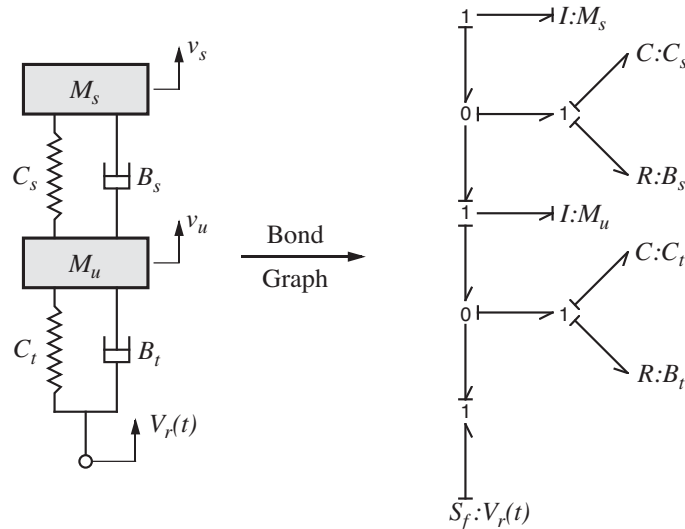 M_s
v_s
C_s
B_s
M_u
v_u
C_t
B_t
V_r(t)
Bond
Graph
1
I:M_s
0
1
C:C_s
R:B_s
1
I:M_u
0
1
C:C_t
R:B_t
1
S_f:V_r(t)